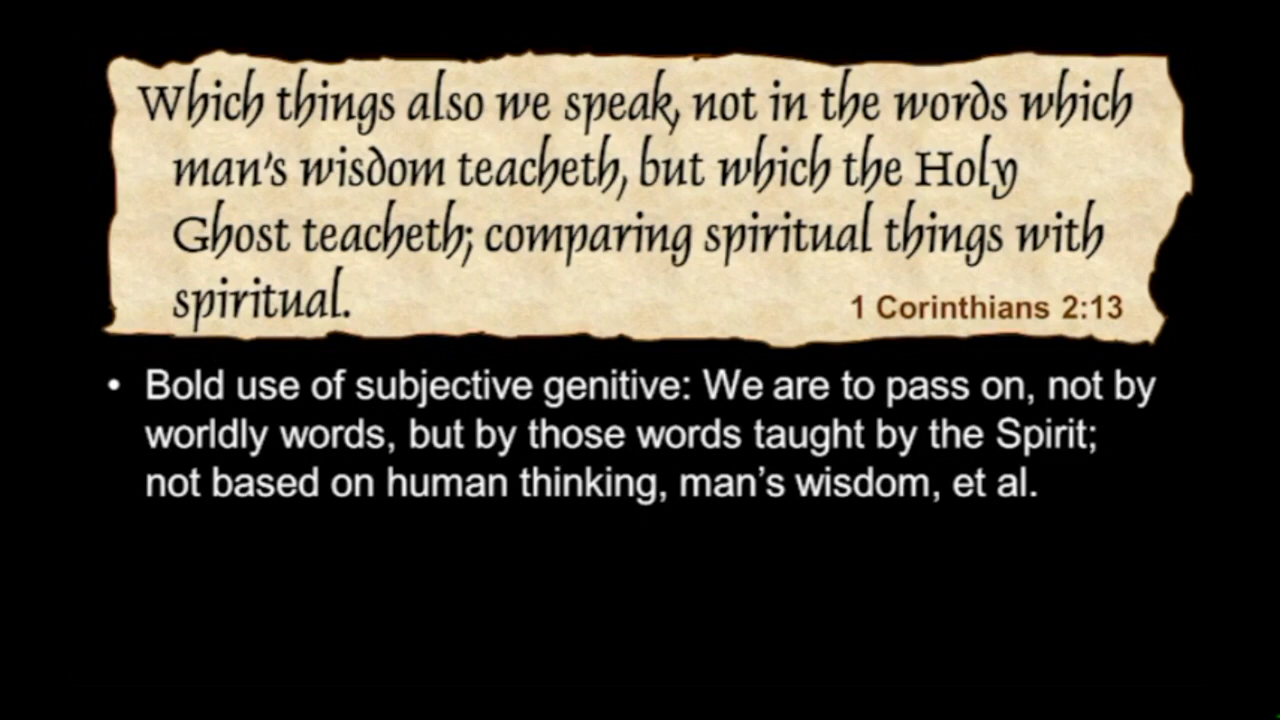 Which things also we speak, not in the words which
man's wisdom teacheth, but which the Holy
Ghost teacheth; comparing spiritual things with
spiritual.
1 Corinthians 2:13
• Bold use of subjective genitive: We are to pass on, not by
worldly words, but by those words taught by the Spirit;
not based on human thinking, man's wisdom, et al.